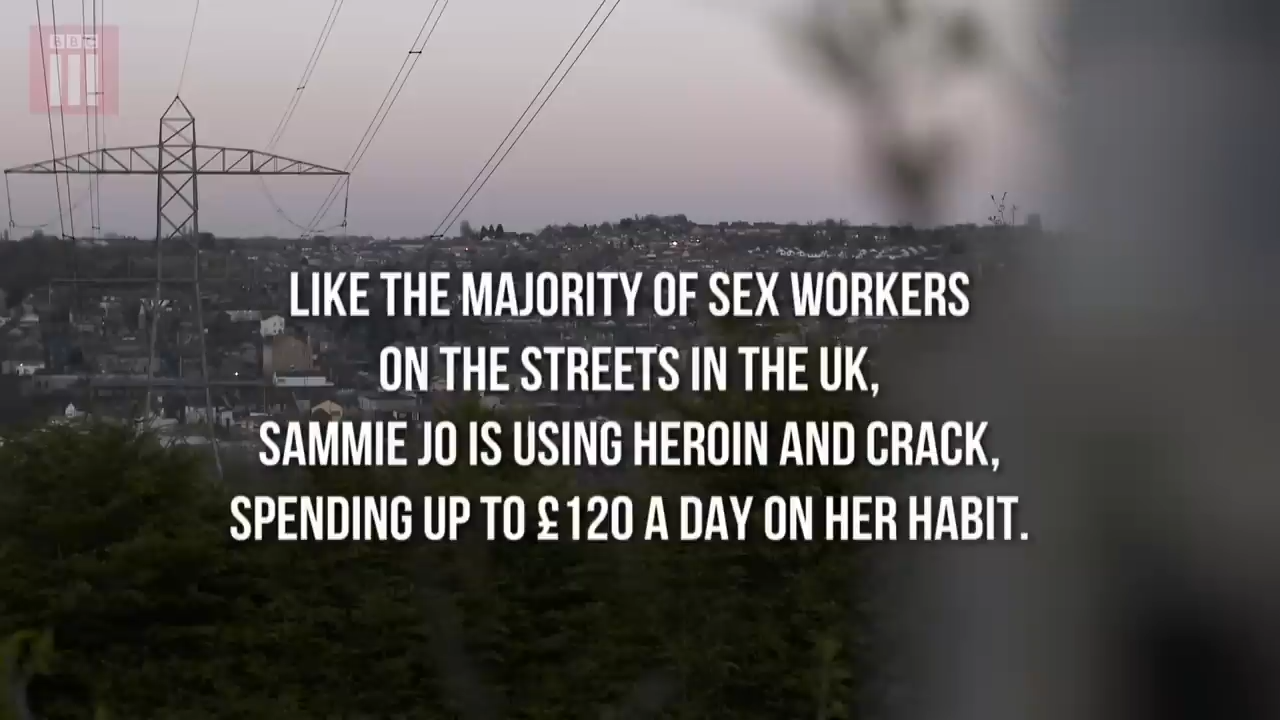 BBC
LIKE THE MAJORITY OF SEX WORKERS
ON THE STREETS IN THE UK,
SAMMIE JO IS USING HEROIN AND CRACK,
SPENDING UP TO £120 A DAY ON HER HABIT.